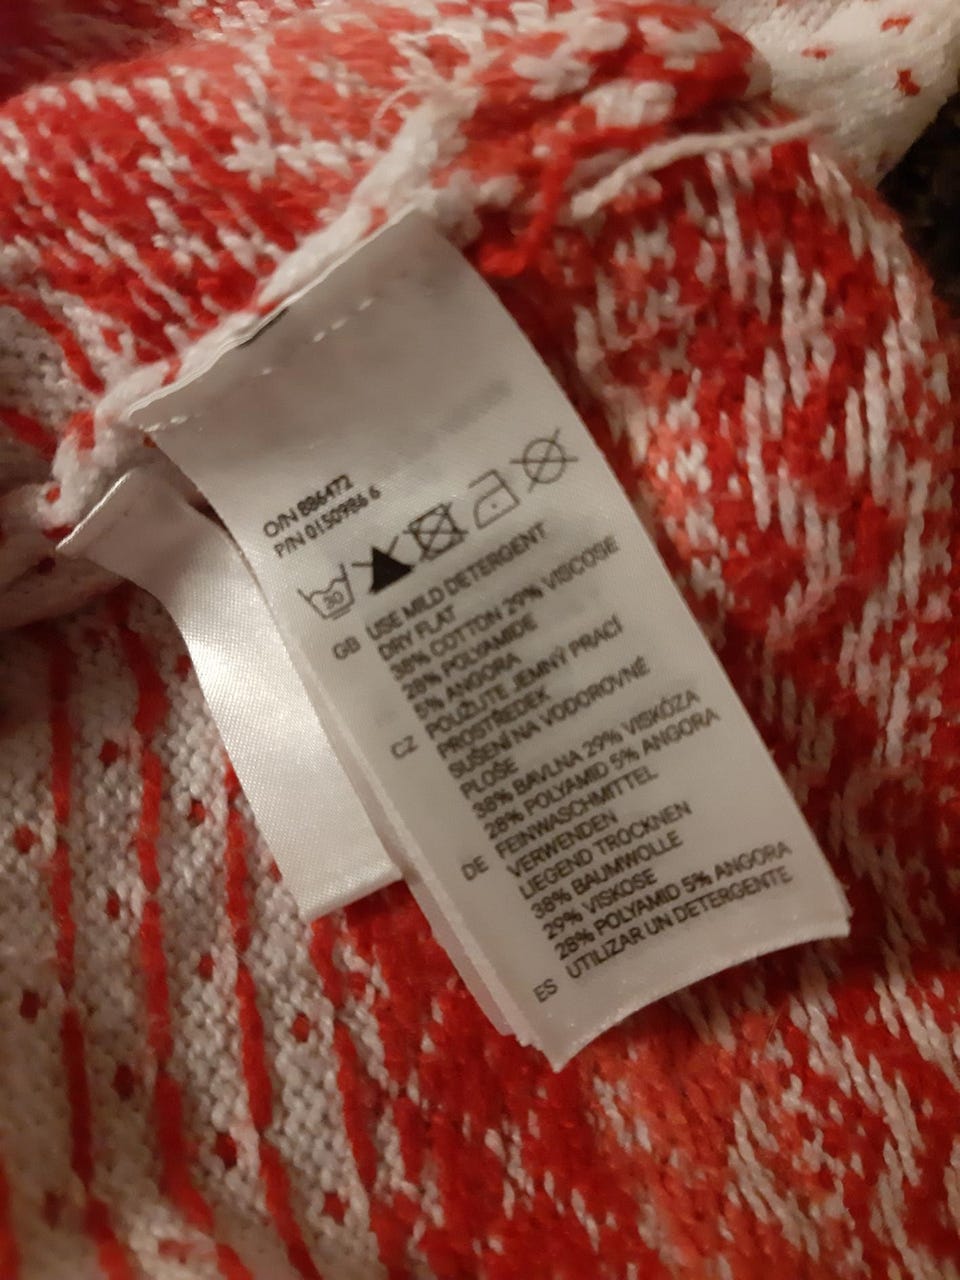 O/N 886472
P/N 0150986 6
30
GB USE MILD DETERGENT
DRY FLAT
38% COTTON 29% VISCOSE
28% POLYAMIDE
5% ANGORA
CZ POUŽIJTE JEMNÝ PRACÍ
PROSTŘEDEK
SUŠENÍ NA VODOROVNÉ
PLOŠE
38% BAVLNA 29% VISKÓZA
28% POLYAMID 5% ANGORA
DE FEINWASCHMITTEL
VERWENDEN
LIEGEND TROCKNEN
38% BAUMWOLLE
29% VISKOSE
28% POLYAMID 5% ANGORA
ES UTILIZAR UN DETERGENTE